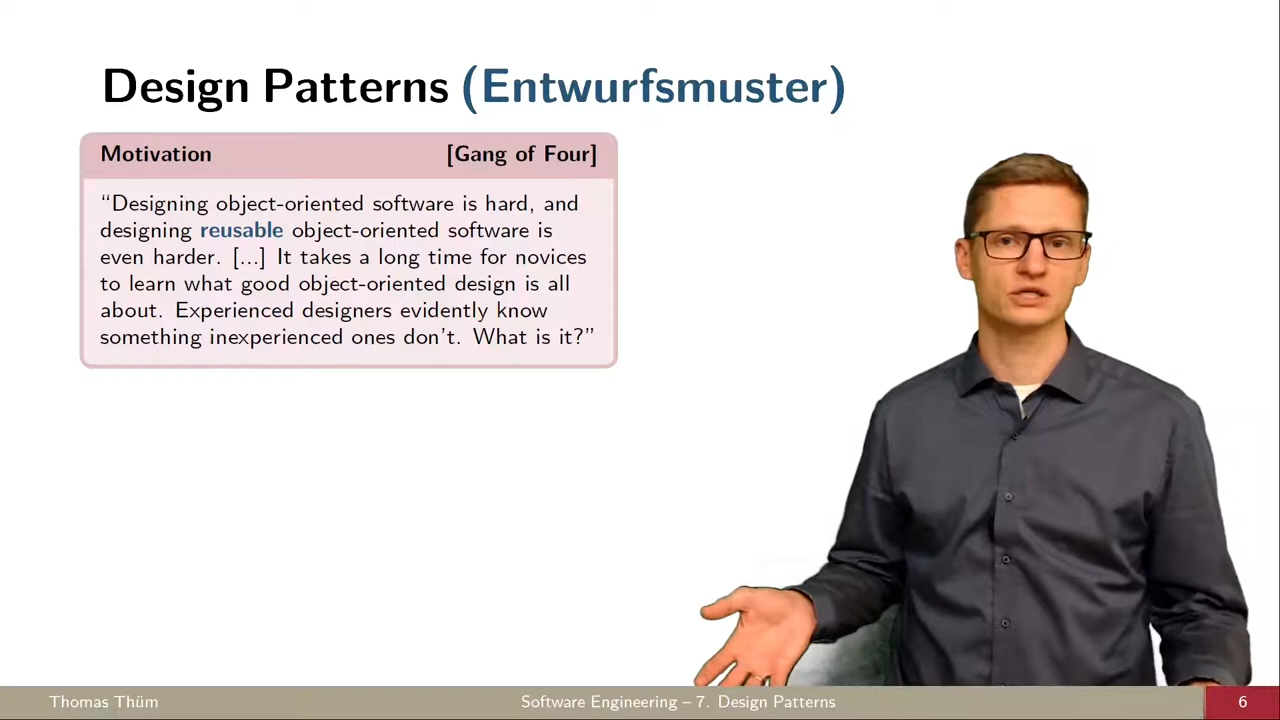 Design Patterns (Entwurfsmuster)
Motivation [Gang of Four]
“Designing object-oriented software is hard, and
designing reusable object-oriented software is
even harder. [...] It takes a long time for novices
to learn what good object-oriented design is all
about. Experienced designers evidently know
something inexperienced ones don’t. What is it?”
Thomas Thüm Software Engineering – 7. Design Patterns 6